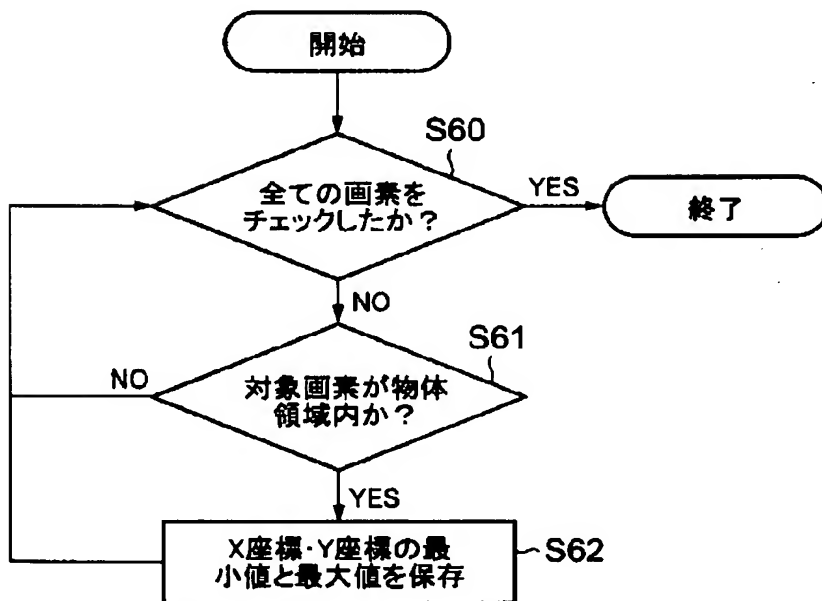 開始
S60
全ての画素を
チェックしたか？
YES
終了
NO
S61
対象画素が物体
領域内か？
NO
YES
X座標・Y座標の最
小値と最大値を保存
S62